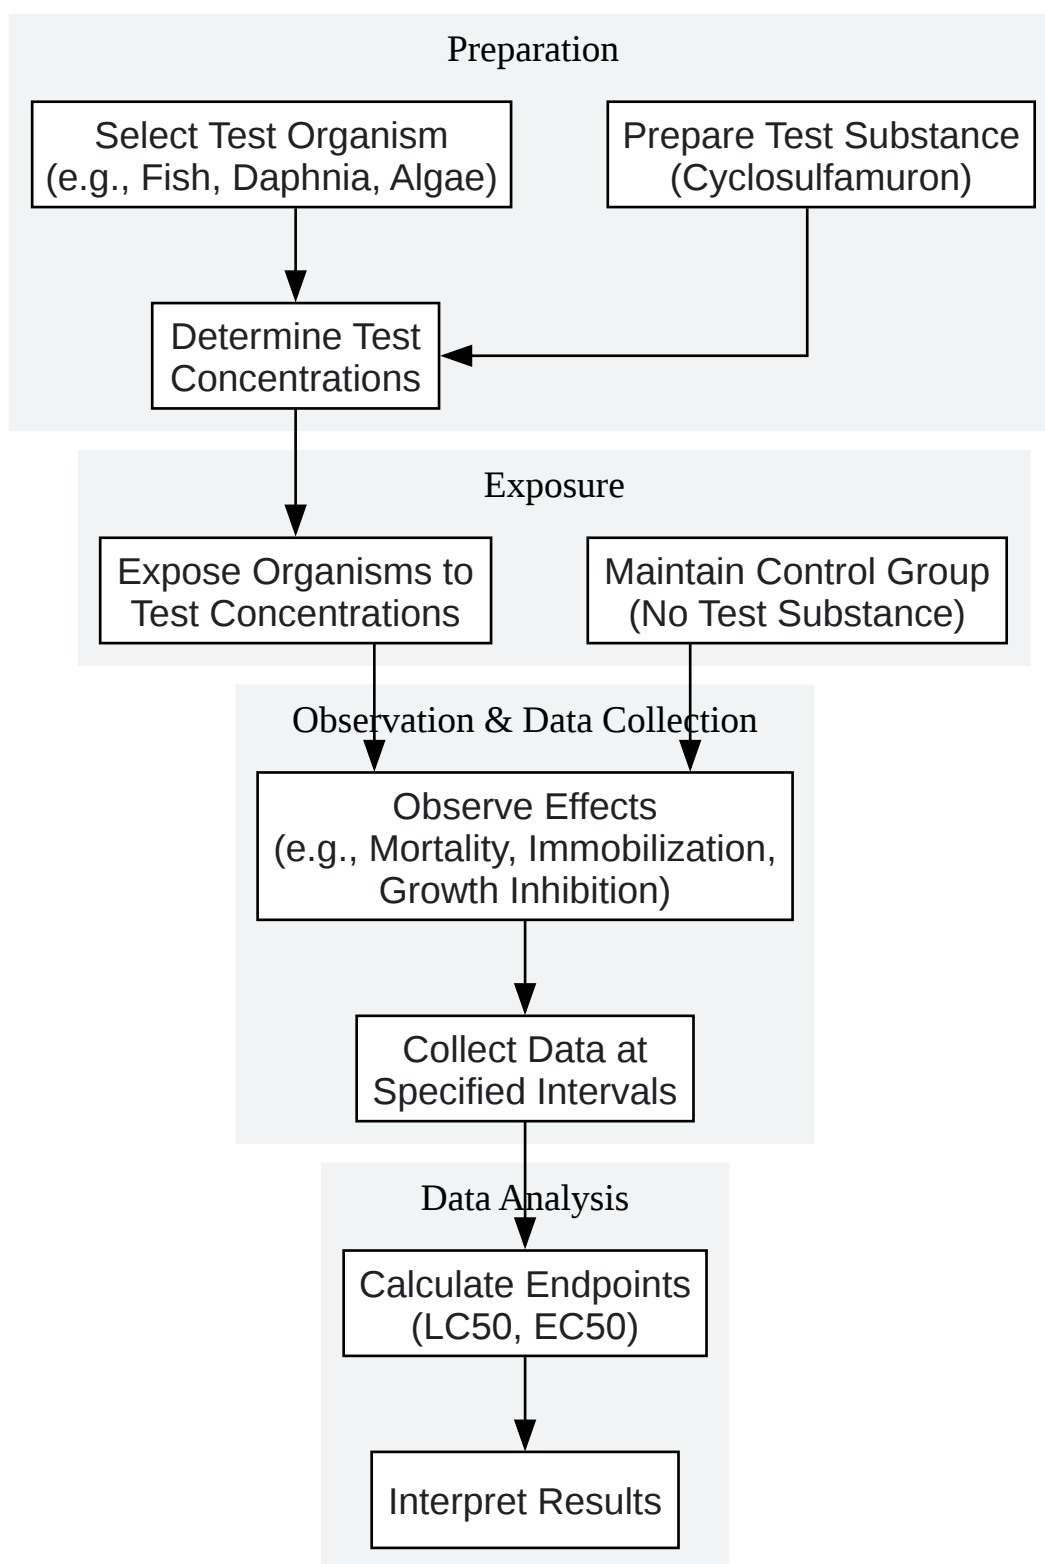 Preparation
Select Test Organism
(e.g., Fish, Daphnia, Algae)
Prepare Test Substance
(Cyclosulfamuron)
Determine Test
Concentrations
Exposure
Expose Organisms to
Test Concentrations
Maintain Control Group
(No Test Substance)
Observation & Data Collection
Observe Effects
(e.g., Mortality, Immobilization,
Growth Inhibition)
Collect Data at
Specified Intervals
Data Analysis
Calculate Endpoints
(LC50, EC50)
Interpret Results